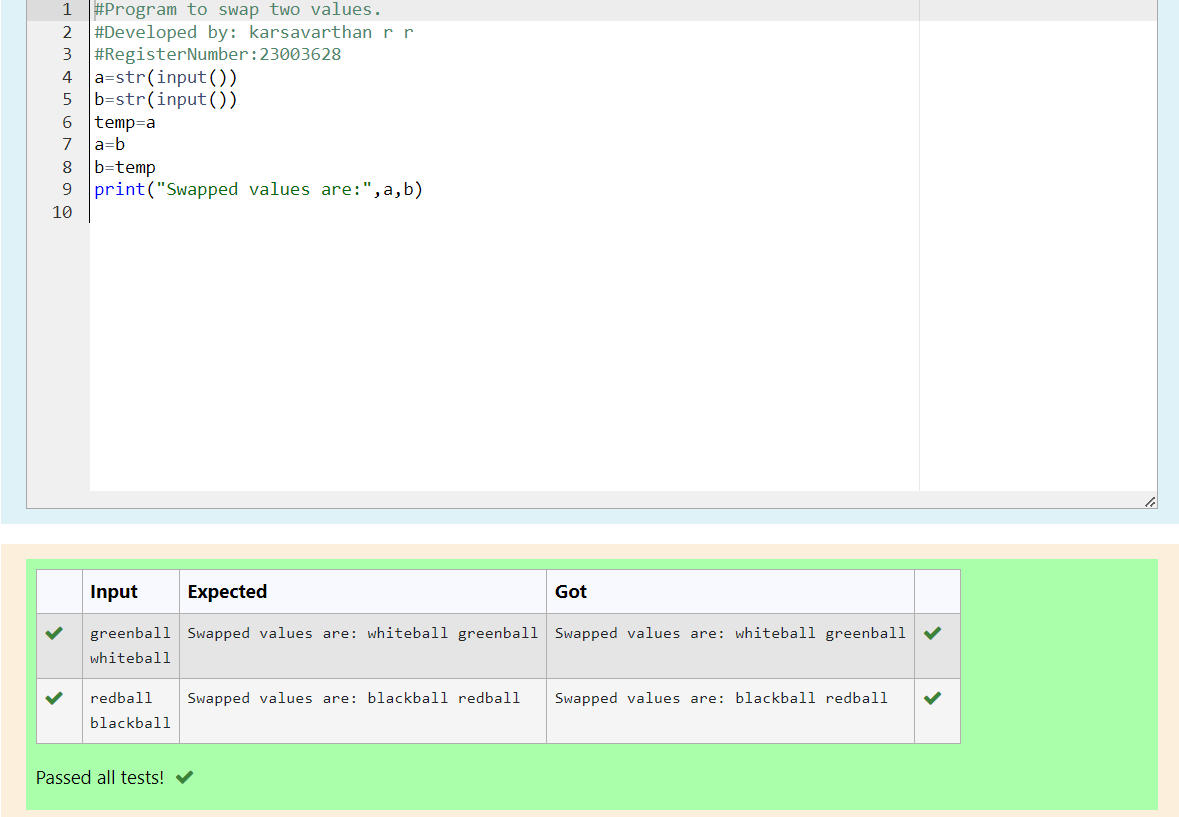 1 #Program to swap two values.
2 #Developed by: karsavarthan r r
3 #RegisterNumber:23003628
4 a=str(input())
5 b=str(input())
6 temp=a
7 a=b
8 b=temp
9 print("Swapped values are:",a,b)
10
Input Expected Got
greenball Swapped values are: whiteball greenball Swapped values are: whiteball greenball
whiteball
redball Swapped values are: blackball redball Swapped values are: blackball redball
blackball
Passed all tests!